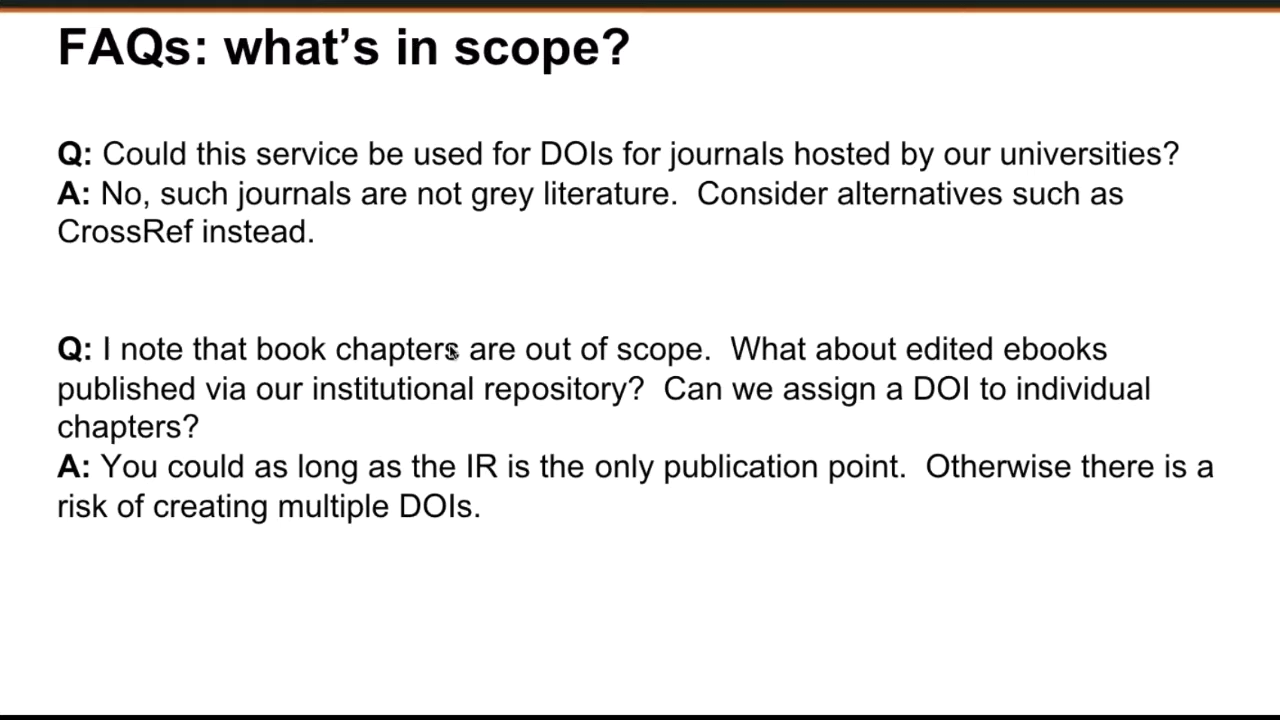 FAQs: what’s in scope?
Q: Could this service be used for DOIs for journals hosted by our universities?
A: No, such journals are not grey literature.  Consider alternatives such as
CrossRef instead.
Q: I note that book chapters are out of scope.  What about edited ebooks
published via our institutional repository?  Can we assign a DOI to individual
chapters?
A: You could as long as the IR is the only publication point.  Otherwise there is a
risk of creating multiple DOIs.